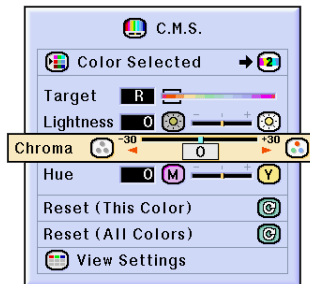 C.M.S.
Color Selected 2
Target R
Lightness 0 - +
Chroma -30 0 +30
Hue 0 M - + Y
Reset (This Color)
Reset (All Colors)
View Settings